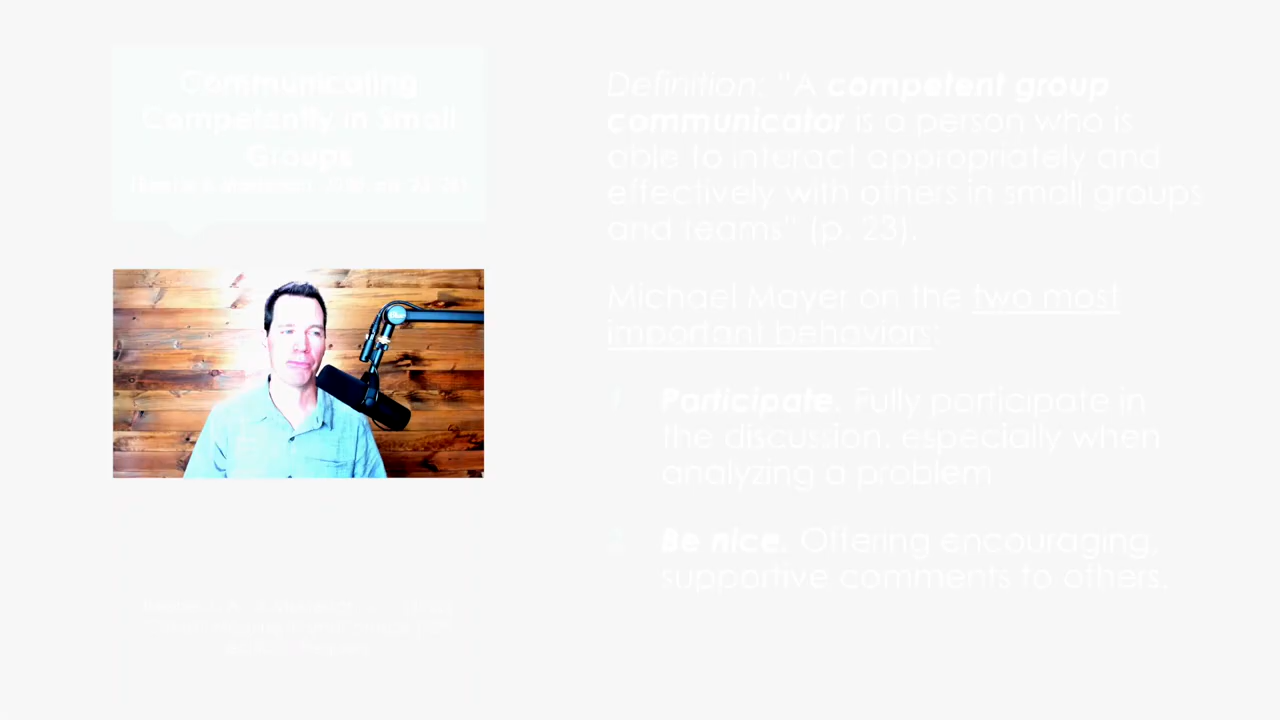 Communicating
Competently in Small
Groups
Definition: "A competent group
communicator is a person who is
able to interact appropriately and
effectively with others in small groups
and teams" (p. 23).
Michael Mayer on the two most
important behaviors:
Participate. Fully participate in
the discussion, especially when
analyzing a problem
Be nice. Offering encouraging,
supportive comments to others.